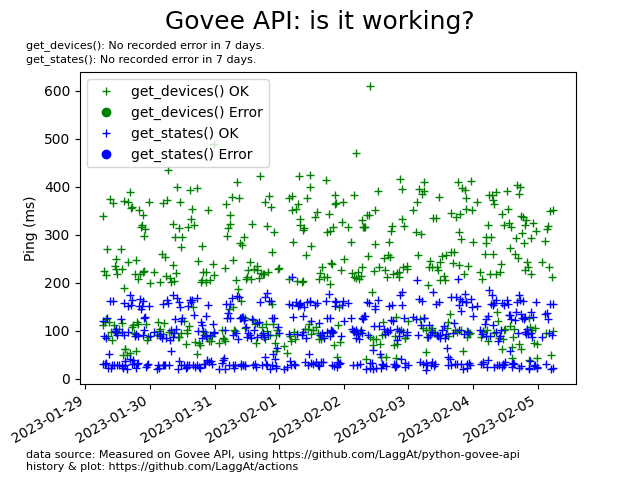 Govee API: is it working?
get_devices(): No recorded error in 7 days.
get_states(): No recorded error in 7 days.
get_devices() OK
get_devices() Error
get_states() OK
get_states() Error
Ping (ms)
600
500
400
300
200
100
0
2023-01-29
2023-01-30
2023-01-31
2023-02-01
2023-02-02
2023-02-03
2023-02-04
2023-02-05
data source: Measured on Govee API, using https://github.com/LaggAt/python-govee-api
history & plot: https://github.com/LaggAt/actions